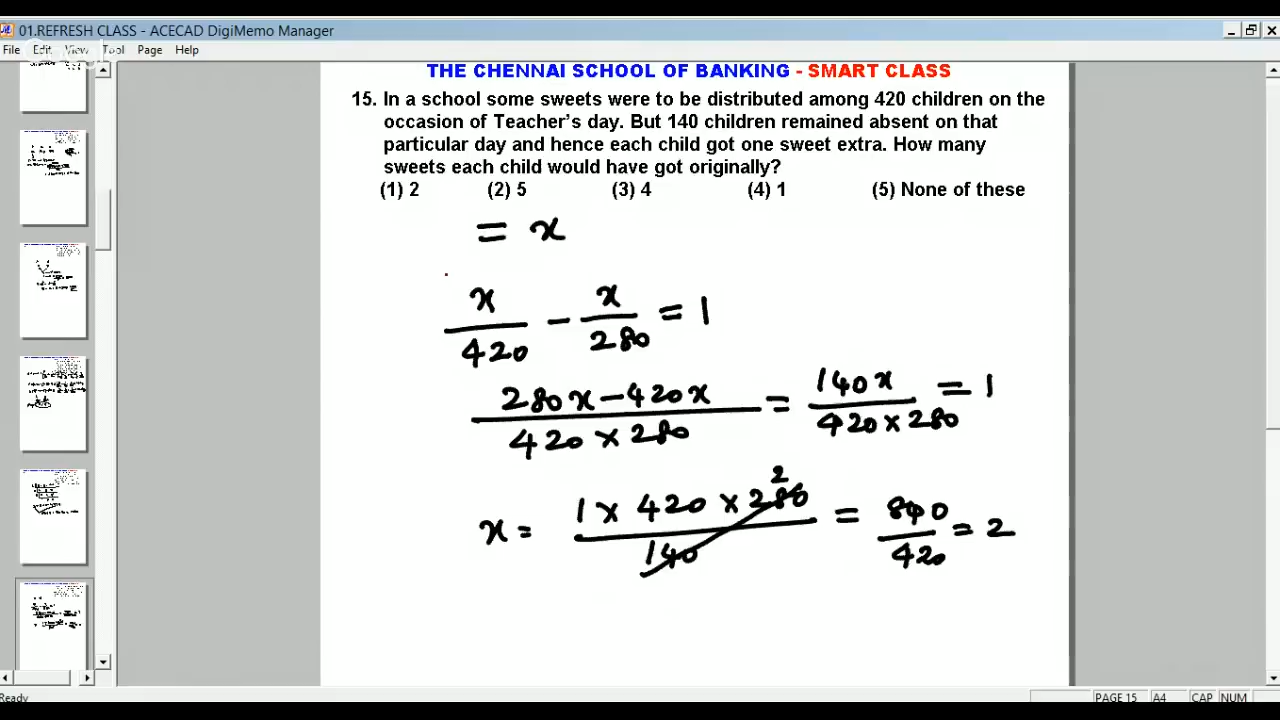 01.REFRESH CLASS - ACECAD DigiMemo Manager
File Edit View Tool Page Help
THE CHENNAI SCHOOL OF BANKING - SMART CLASS
15. In a school some sweets were to be distributed among 420 children on the
occasion of Teacher's day. But 140 children remained absent on that
particular day and hence each child got one sweet extra. How many
sweets each child would have got originally?
(1) 2 (2) 5 (3) 4 (4) 1 (5) None of these
= x
x/420 - x/280 = 1
280x - 420x / 420 x 280 = 140x / 420 x 280 = 1
x = 1 x 420 x 280 2 / 140 = 840 / 420 = 2
Ready PAGE 15 A4 CAP NUM